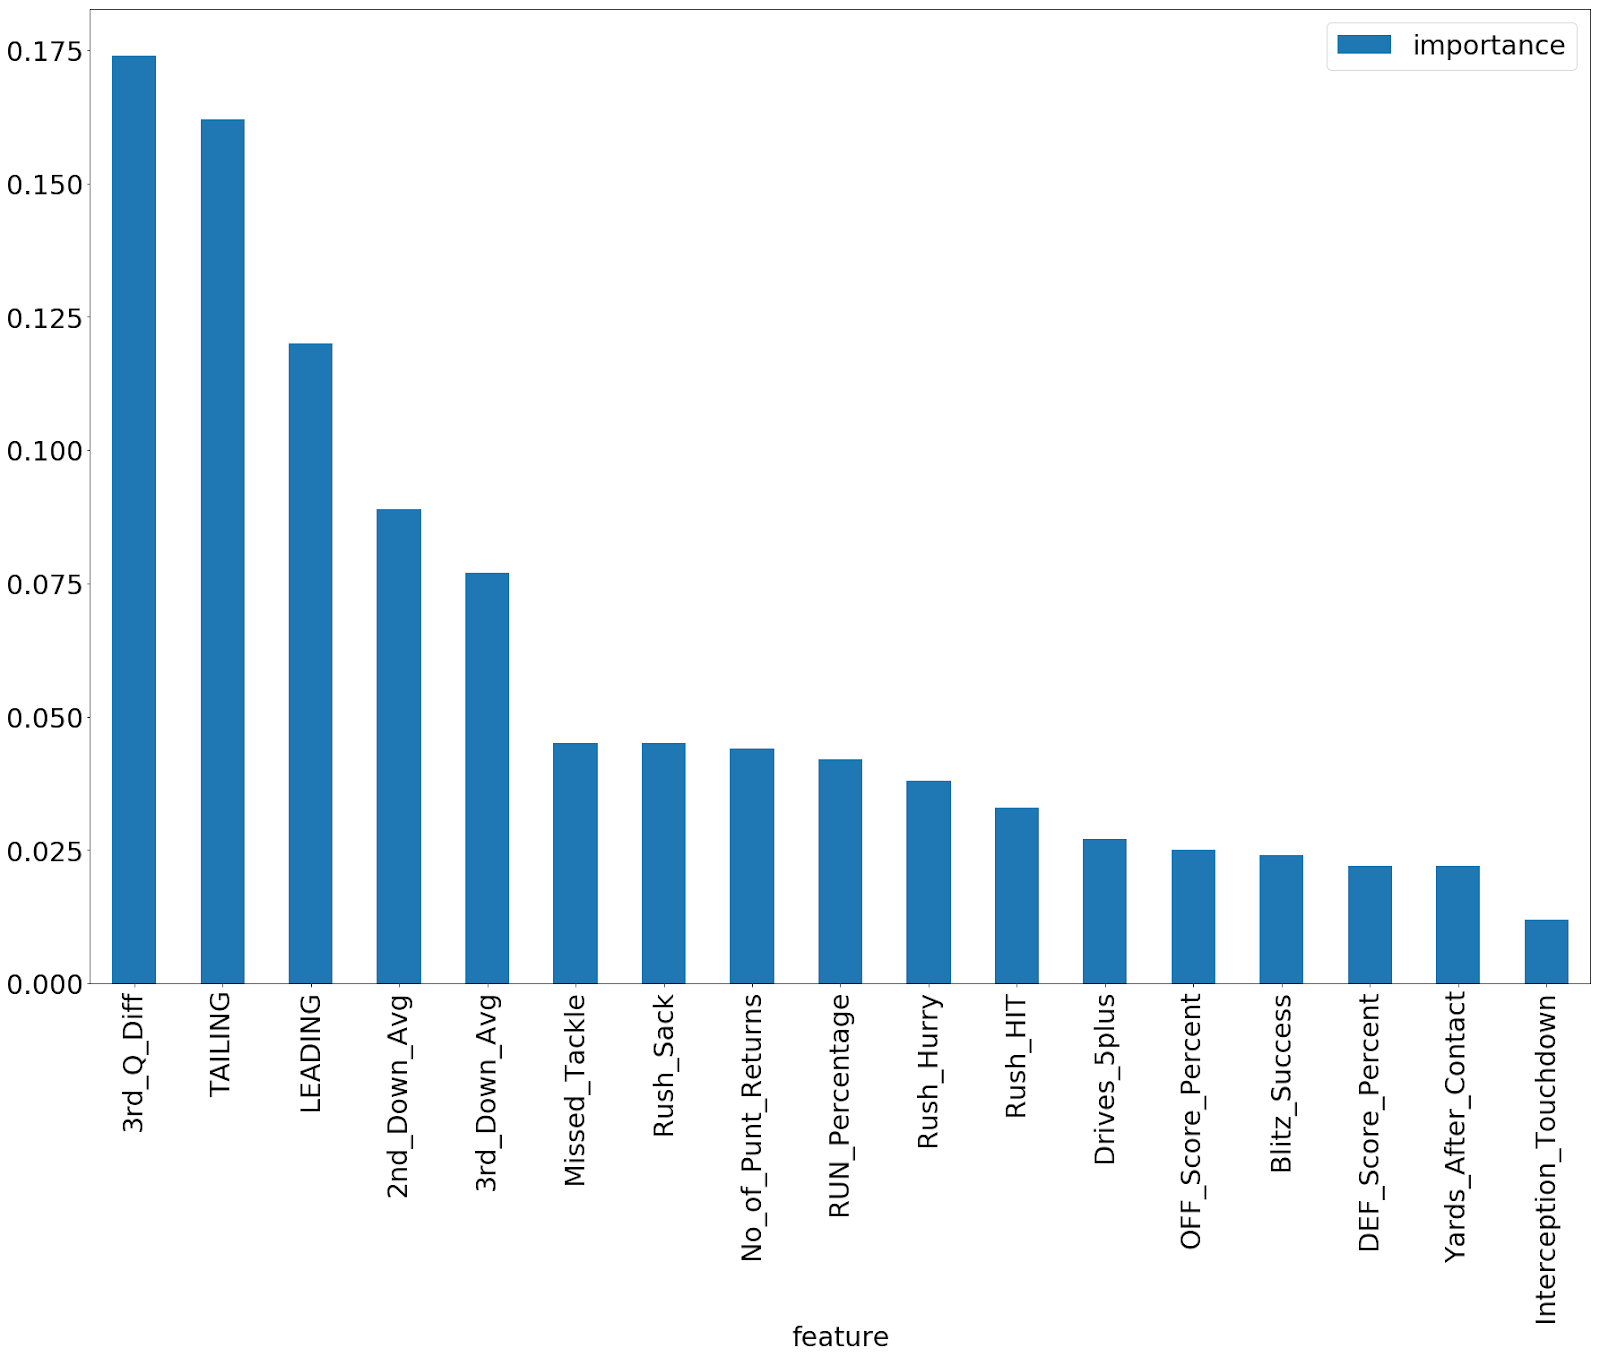 importance
0.175
0.150
0.125
0.100
0.075
0.050
0.025
0.000
3rd_Q_Diff
TAILING
LEADING
2nd_Down_Avg
3rd_Down_Avg
Missed_Tackle
Rush_Sack
No_of_Punt_Returns
RUN_Percentage
Rush_Hurry
Rush_HIT
Drives_5plus
OFF_Score_Percent
Blitz_Success
DEF_Score_Percent
Yards_After_Contact
Interception_Touchdown
feature